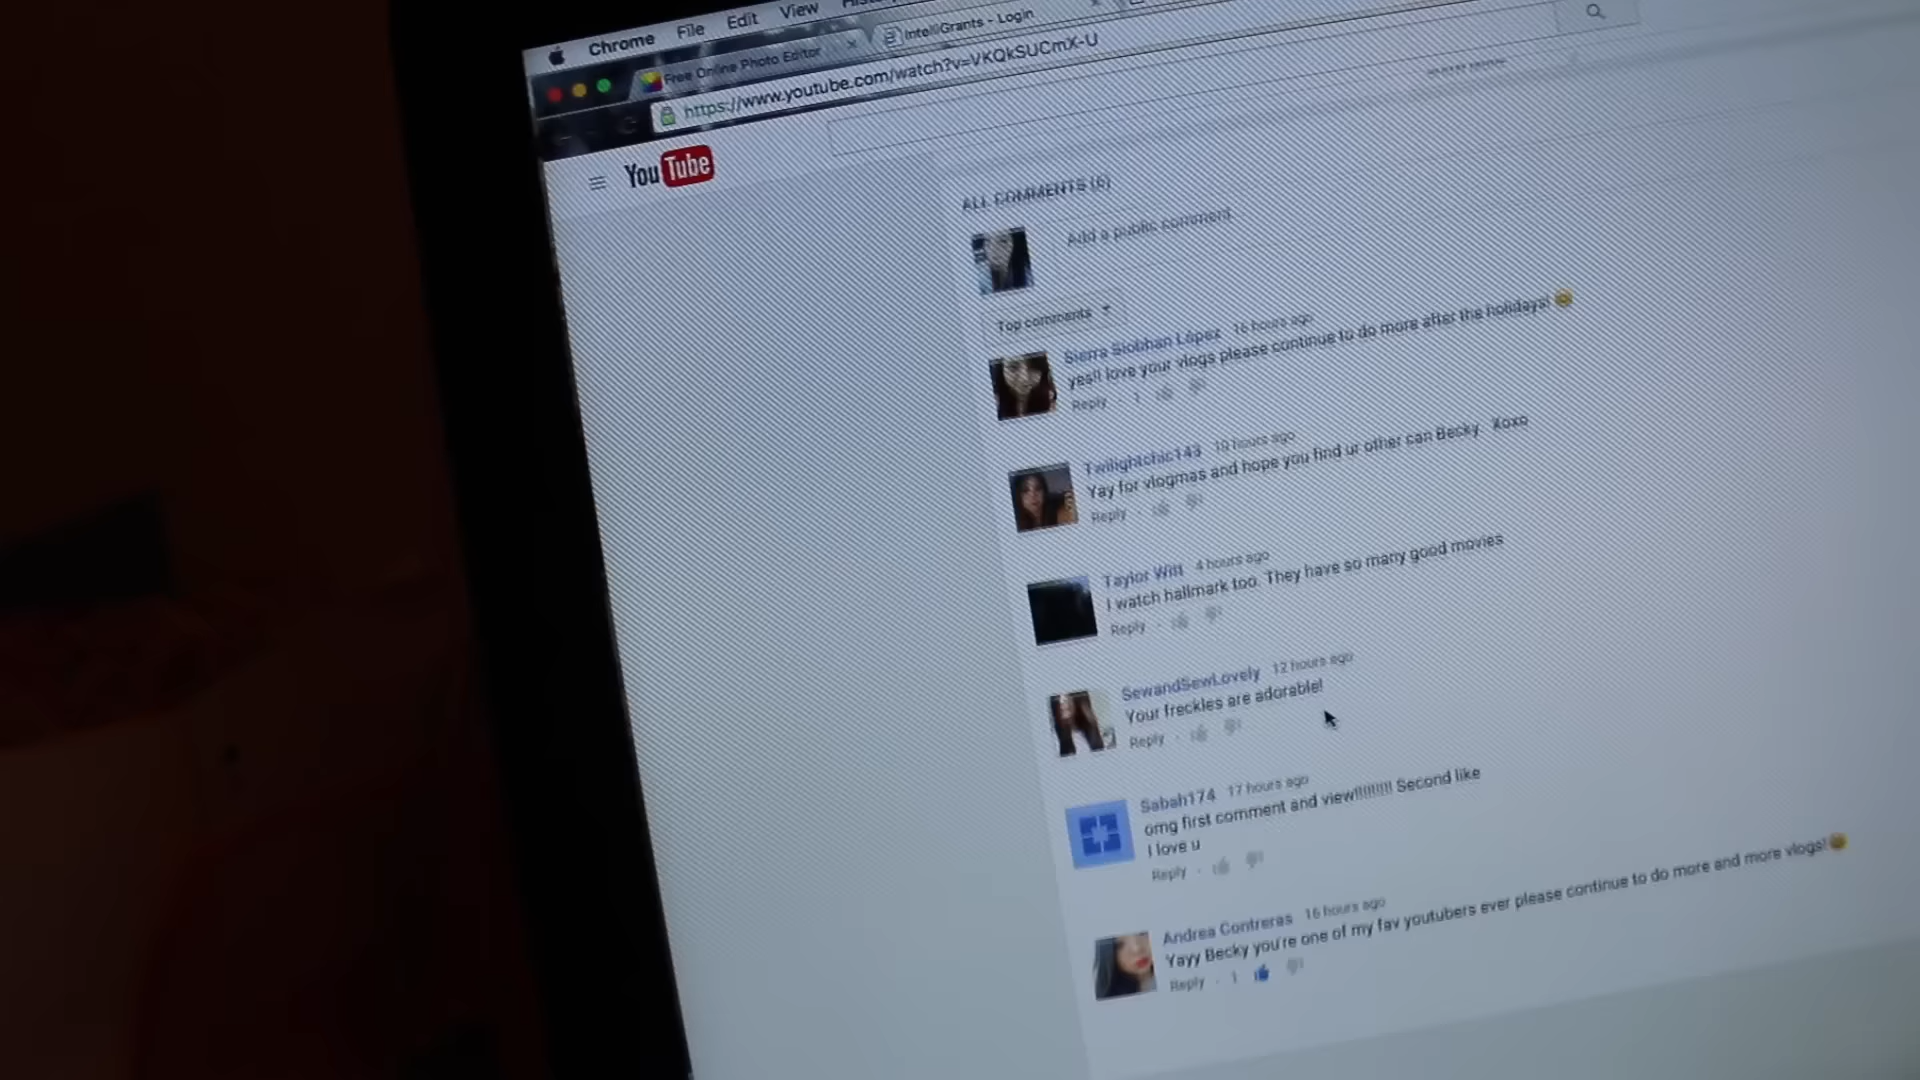 Chrome File Edit View
Free Online Photo Editor
IntelliGrants - Login
https://www.youtube.com/watch?v=VKQkSUCmX-U
YouTube
ALL COMMENTS (6)
Add a public comment...
Top comments
Sierra Siobhan López 16 hours ago
yes!! love your vlogs please continue to do more after the holidays! 😄
Reply · 1
Twilightchic143 19 hours ago
Yay for vlogmas and hope you find ur other can Becky. Xoxo
Reply ·
Taylor Witt 4 hours ago
I watch hallmark too. They have so many good movies
Reply ·
SewandSewLovely 12 hours ago
Your freckles are adorable!
Reply ·
Sabah174 17 hours ago
omg first comment and view!!!!!!!!! Second like
I love u
Reply ·
Andrea Contreras 16 hours ago
Yayy Becky you're one of my fav youtubers ever please continue to do more and more vlogs! 😄
Reply · 1